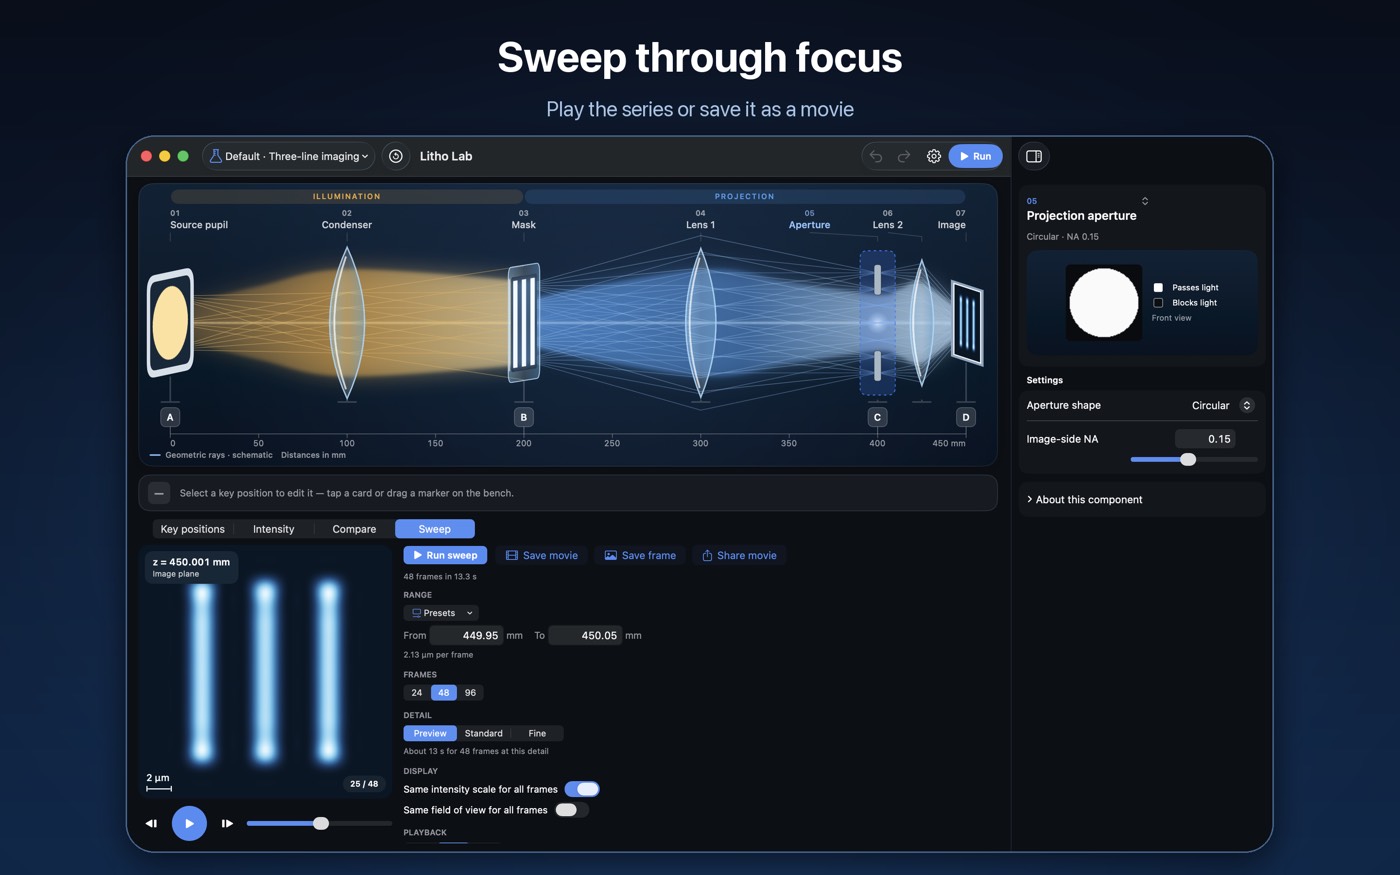 Sweep through focus
Play the series or save it as a movie
Default · Three-line imaging
Litho Lab
Run
ILLUMINATION
PROJECTION
01
Source pupil
02
Condenser
03
Mask
04
Lens 1
05
Aperture
06
Lens 2
07
Image
A
B
C
D
0
50
100
150
200
250
300
350
400
450 mm
Geometric rays · schematic Distances in mm
Select a key position to edit it — tap a card or drag a marker on the bench.
Key positions
Intensity
Compare
Sweep
z = 450.001 mm
Image plane
2 µm
25 / 48
Run sweep
Save movie
Save frame
Share movie
48 frames in 13.3 s
RANGE
Presets
From 449.95 mm To 450.05 mm
2.13 µm per frame
FRAMES
24 48 96
DETAIL
Preview Standard Fine
About 13 s for 48 frames at this detail
DISPLAY
Same intensity scale for all frames
Same field of view for all frames
PLAYBACK
05
Projection aperture
Circular · NA 0.15
Passes light
Blocks light
Front view
Settings
Aperture shape Circular
Image-side NA 0.15
About this component